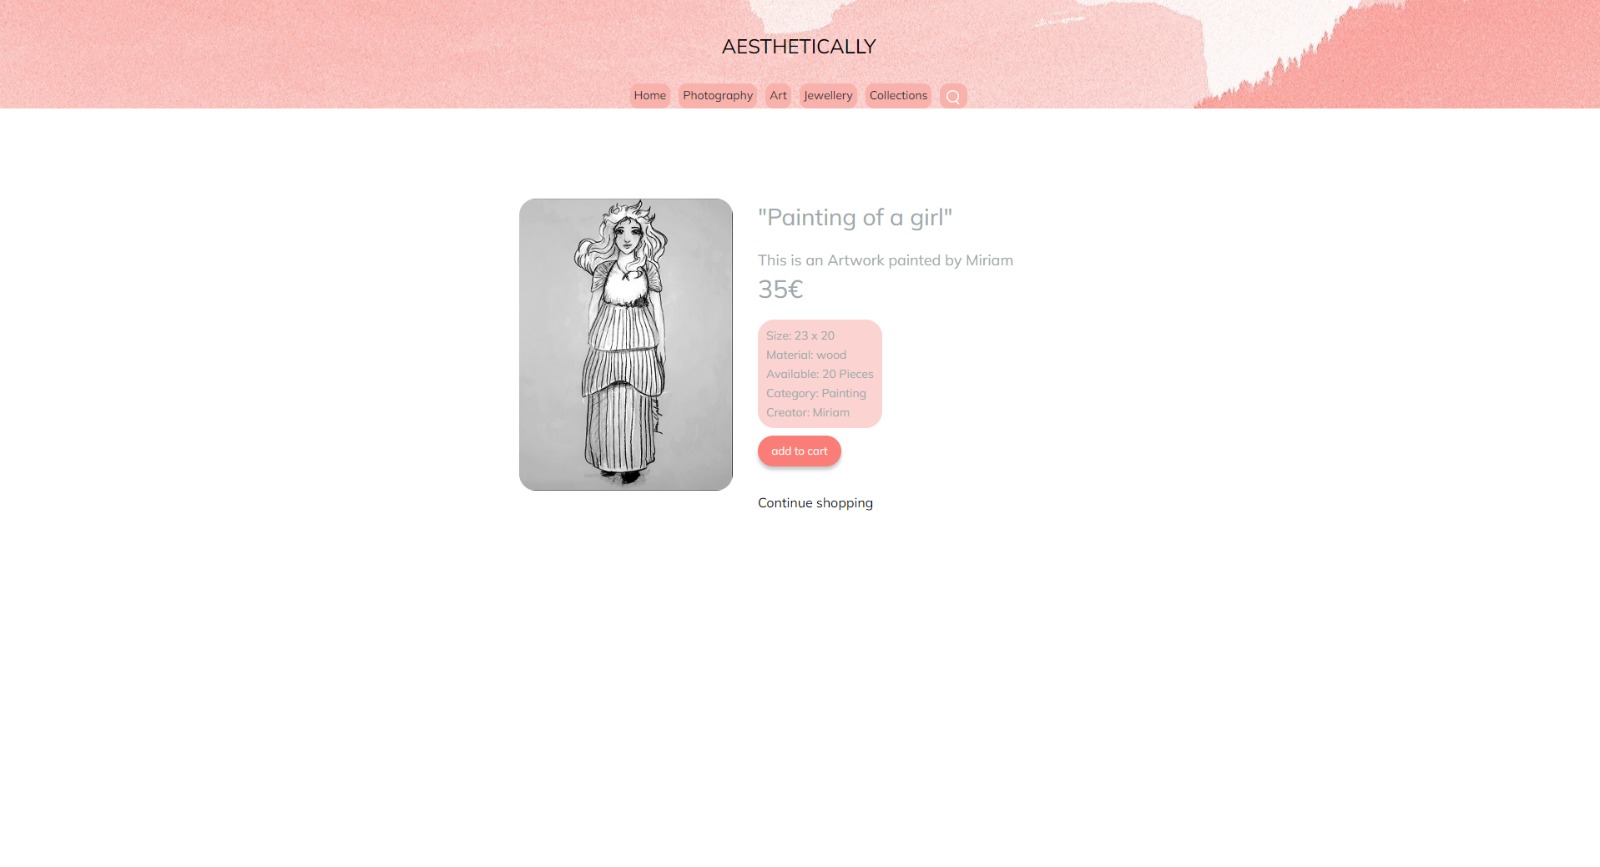 AESTHETICALLY
Home Photography Art Jewellery Collections
"Painting of a girl"
This is an Artwork painted by Miriam
35€
Size: 23 x 20
Material: wood
Available: 20 Pieces
Category: Painting
Creator: Miriam
add to cart
Continue shopping